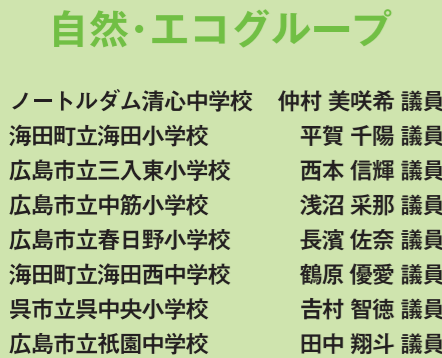 自然・エコグループ
ノートルダム清心中学校 仲村 美咲希 議員
海田町立海田小学校 平賀 千陽 議員
広島市立三入東小学校 西本 信輝 議員
広島市立中筋小学校 浅沼 采那 議員
広島市立春日野小学校 長濱 佐奈 議員
海田町立海田西中学校 鶴原 優愛 議員
呉市立呉中央小学校 𠮷村 智徳 議員
広島市立祇園中学校 田中 翔斗 議員